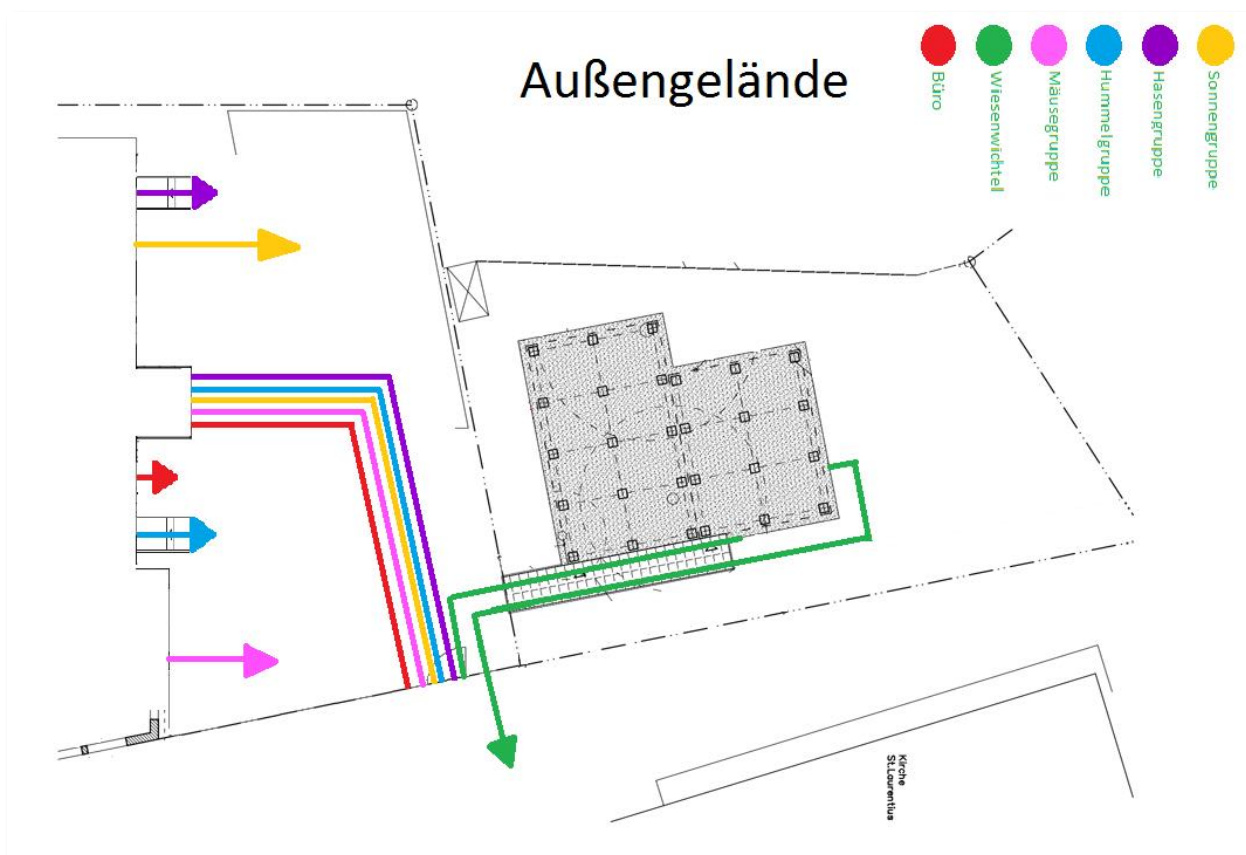 Außengelände
Büro
Wiesenwichtel
Mäusegruppe
Hummelgruppe
Hasengruppe
Sonnengruppe
Kirche
St.Laurentius